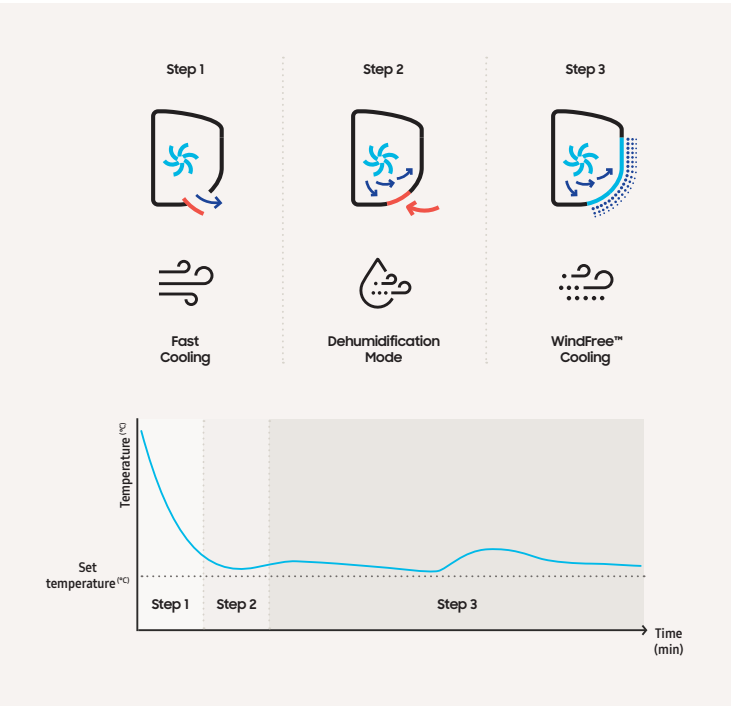 Step 1
Step 2
Step 3
Fast
Cooling
Dehumidification
Mode
WindFree™
Cooling
Temperature (°C)
Set
temperature (°C)
Step 1
Step 2
Step 3
Time
(min)